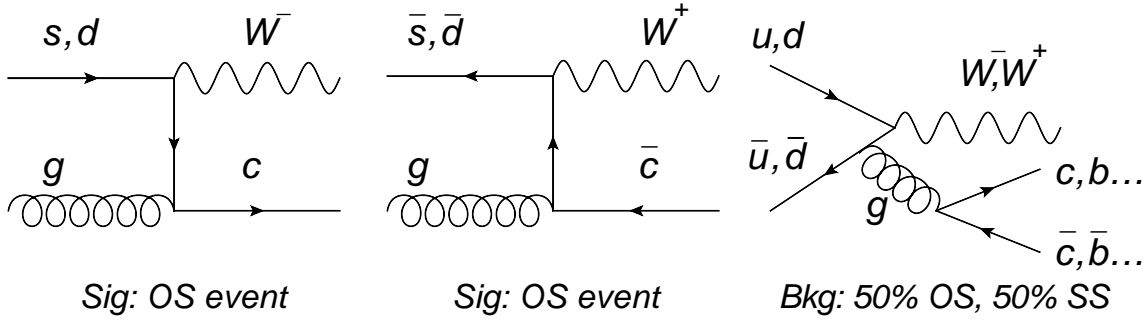 s,d W⁻
g c
Sig: OS event
s̄,d̄ W⁺
g c̄
Sig: OS event
u,d W⁻,W⁺
ū,d̄ c,b...
g
c̄,b̄...
Bkg: 50% OS, 50% SS